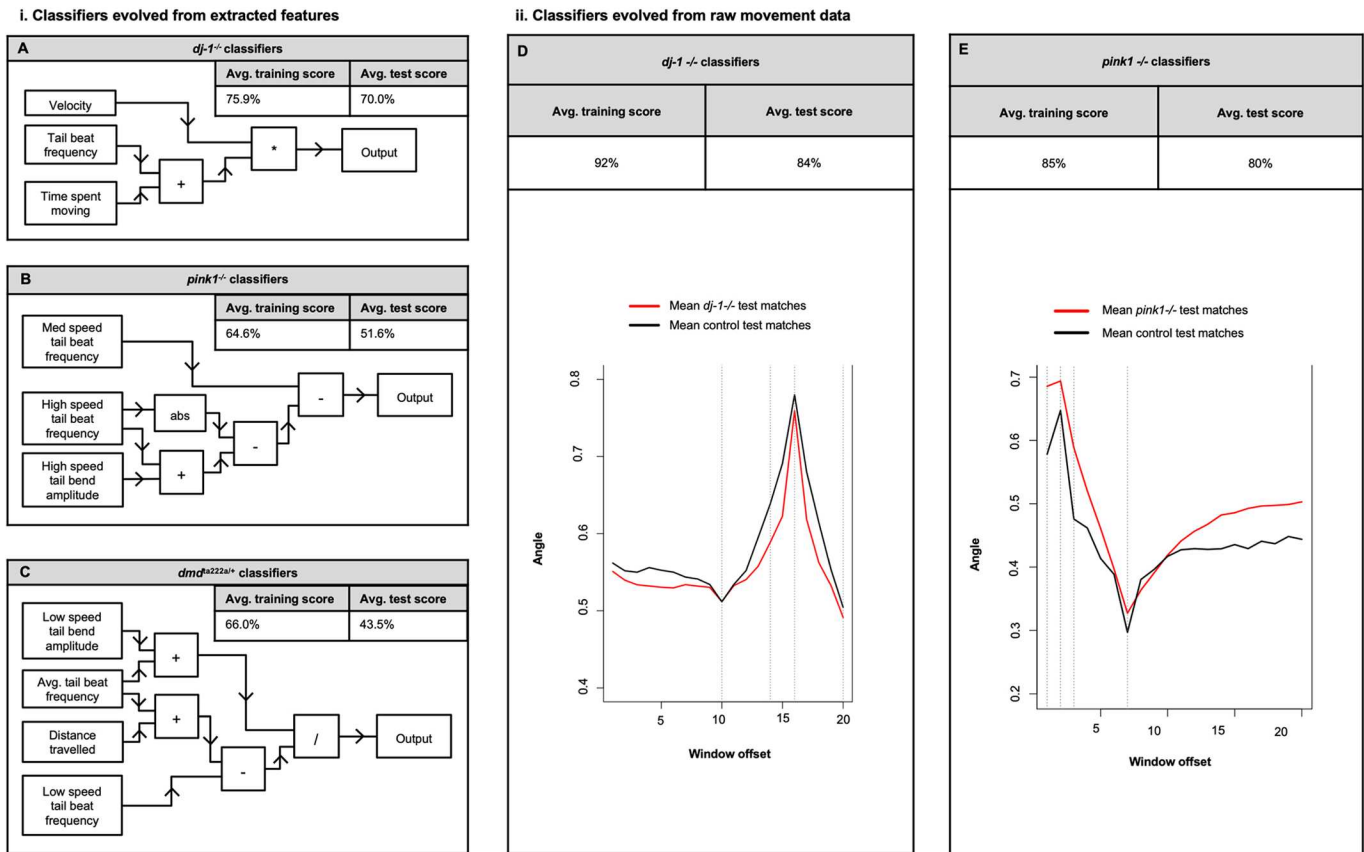 i. Classifiers evolved from extracted features
A
dj-1-/- classifiers
Avg. training score
Avg. test score
75.9%
70.0%
Velocity
Tail beat
frequency
Time spent
moving
+
*
Output
B
pink1-/- classifiers
Avg. training score
Avg. test score
64.6%
51.6%
Med speed
tail beat
frequency
High speed
tail beat
frequency
High speed
tail bend
amplitude
abs
+
-
-
Output
C
dmdta222a/+ classifiers
Avg. training score
Avg. test score
66.0%
43.5%
Low speed
tail bend
amplitude
Avg. tail beat
frequency
Distance
travelled
Low speed
tail beat
frequency
+
+
-
/
Output
ii. Classifiers evolved from raw movement data
D
dj-1 -/- classifiers
Avg. training score
Avg. test score
92%
84%
Mean dj-1-/- test matches
Mean control test matches
Angle
0.8
0.7
0.6
0.5
0.4
5
10
15
20
Window offset
E
pink1 -/- classifiers
Avg. training score
Avg. test score
85%
80%
Mean pink1-/- test matches
Mean control test matches
Angle
0.7
0.6
0.5
0.4
0.3
0.2
5
10
15
20
Window offset